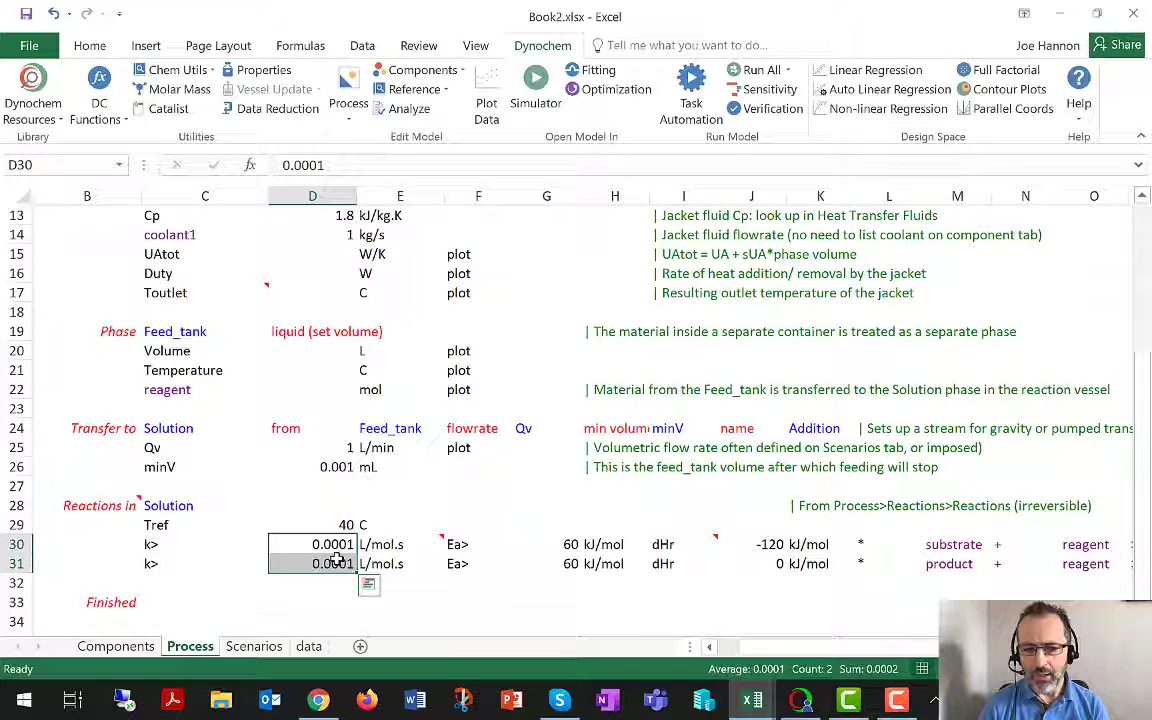 Book2.xlsx - Excel
File Home Insert Page Layout Formulas Data Review View Dynochem Tell me what you want to do... Joe Hannon Share
Chem Utils Properties Components Fitting Run All Linear Regression Full Factorial
Molar Mass Vessel Update Reference Optimization Sensitivity Auto Linear Regression Contour Plots
Catalist Data Reduction Analyze Verification Non-linear Regression Parallel Coords
Dynochem Resources DC Functions Process Plot Data Simulator Task Automation Help
Library Utilities Edit Model Open Model In Run Model Design Space Help
D30 fx 0.0001
B C D E F G H I J K L M N O
13 Cp 1.8 kJ/kg.K | Jacket fluid Cp: look up in Heat Transfer Fluids
14 coolant1 1 kg/s | Jacket fluid flowrate (no need to list coolant on component tab)
15 UAtot W/K plot | UAtot = UA + sUA*phase volume
16 Duty W plot | Rate of heat addition/ removal by the jacket
17 Toutlet C plot | Resulting outlet temperature of the jacket
18
19 Phase Feed_tank liquid (set volume) | The material inside a separate container is treated as a separate phase
20 Volume L plot
21 Temperature C plot
22 reagent mol plot | Material from the Feed_tank is transferred to the Solution phase in the reaction vessel
23
24 Transfer to Solution from Feed_tank flowrate Qv min volum minV name Addition | Sets up a stream for gravity or pumped trans
25 Qv 1 L/min plot | Volumetric flow rate often defined on Scenarios tab, or imposed)
26 minV 0.001 mL | This is the feed_tank volume after which feeding will stop
27
28 Reactions in Solution | From Process>Reactions>Reactions (irreversible)
29 Tref 40 C
30 k> 0.0001 L/mol.s Ea> 60 kJ/mol dHr -120 kJ/mol * substrate + reagent
31 k> 0.0001 L/mol.s Ea> 60 kJ/mol dHr 0 kJ/mol * product + reagent
32
33 Finished
34
Components Process Scenarios data
Ready Average: 0.0001 Count: 2 Sum: 0.0002